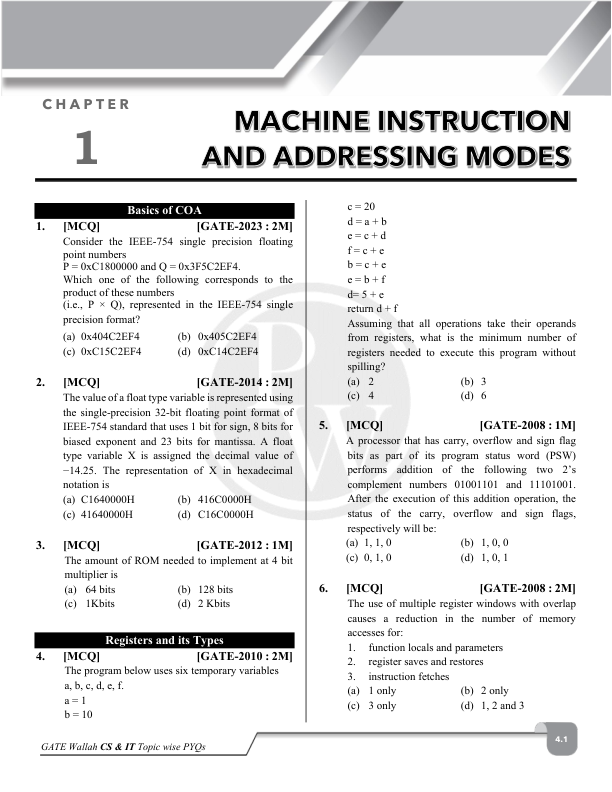 CHAPTER
1
MACHINE INSTRUCTION
AND ADDRESSING MODES
Basics of COA
1. [MCQ] [GATE-2023 : 2M]
Consider the IEEE-754 single precision floating
point numbers
P = 0xC1800000 and Q = 0x3F5C2EF4.
Which one of the following corresponds to the
product of these numbers
(i.e., P × Q), represented in the IEEE-754 single
precision format?
(a) 0x404C2EF4 (b) 0x405C2EF4
(c) 0xC15C2EF4 (d) 0xC14C2EF4
2. [MCQ] [GATE-2014 : 2M]
The value of a float type variable is represented using
the single-precision 32-bit floating point format of
IEEE-754 standard that uses 1 bit for sign, 8 bits for
biased exponent and 23 bits for mantissa. A float
type variable X is assigned the decimal value of
−14.25. The representation of X in hexadecimal
notation is
(a) C1640000H (b) 416C0000H
(c) 41640000H (d) C16C0000H
3. [MCQ] [GATE-2012 : 1M]
The amount of ROM needed to implement at 4 bit
multiplier is
(a) 64 bits (b) 128 bits
(c) 1Kbits (d) 2 Kbits
Registers and its Types
4. [MCQ] [GATE-2010 : 2M]
The program below uses six temporary variables
a, b, c, d, e, f.
a = 1
b = 10
c = 20
d = a + b
e = c + d
f = c + e
b = c + e
e = b + f
d= 5 + e
return d + f
Assuming that all operations take their operands
from registers, what is the minimum number of
registers needed to execute this program without
spilling?
(a) 2 (b) 3
(c) 4 (d) 6
5. [MCQ] [GATE-2008 : 1M]
A processor that has carry, overflow and sign flag
bits as part of its program status word (PSW)
performs addition of the following two 2's
complement numbers 01001101 and 11101001.
After the execution of this addition operation, the
status of the carry, overflow and sign flags,
respectively will be:
(a) 1, 1, 0 (b) 1, 0, 0
(c) 0, 1, 0 (d) 1, 0, 1
6. [MCQ] [GATE-2008 : 2M]
The use of multiple register windows with overlap
causes a reduction in the number of memory
accesses for:
1. function locals and parameters
2. register saves and restores
3. instruction fetches
(a) 1 only (b) 2 only
(c) 3 only (d) 1, 2 and 3
GATE Wallah CS & IT Topic wise PYQs
4.1